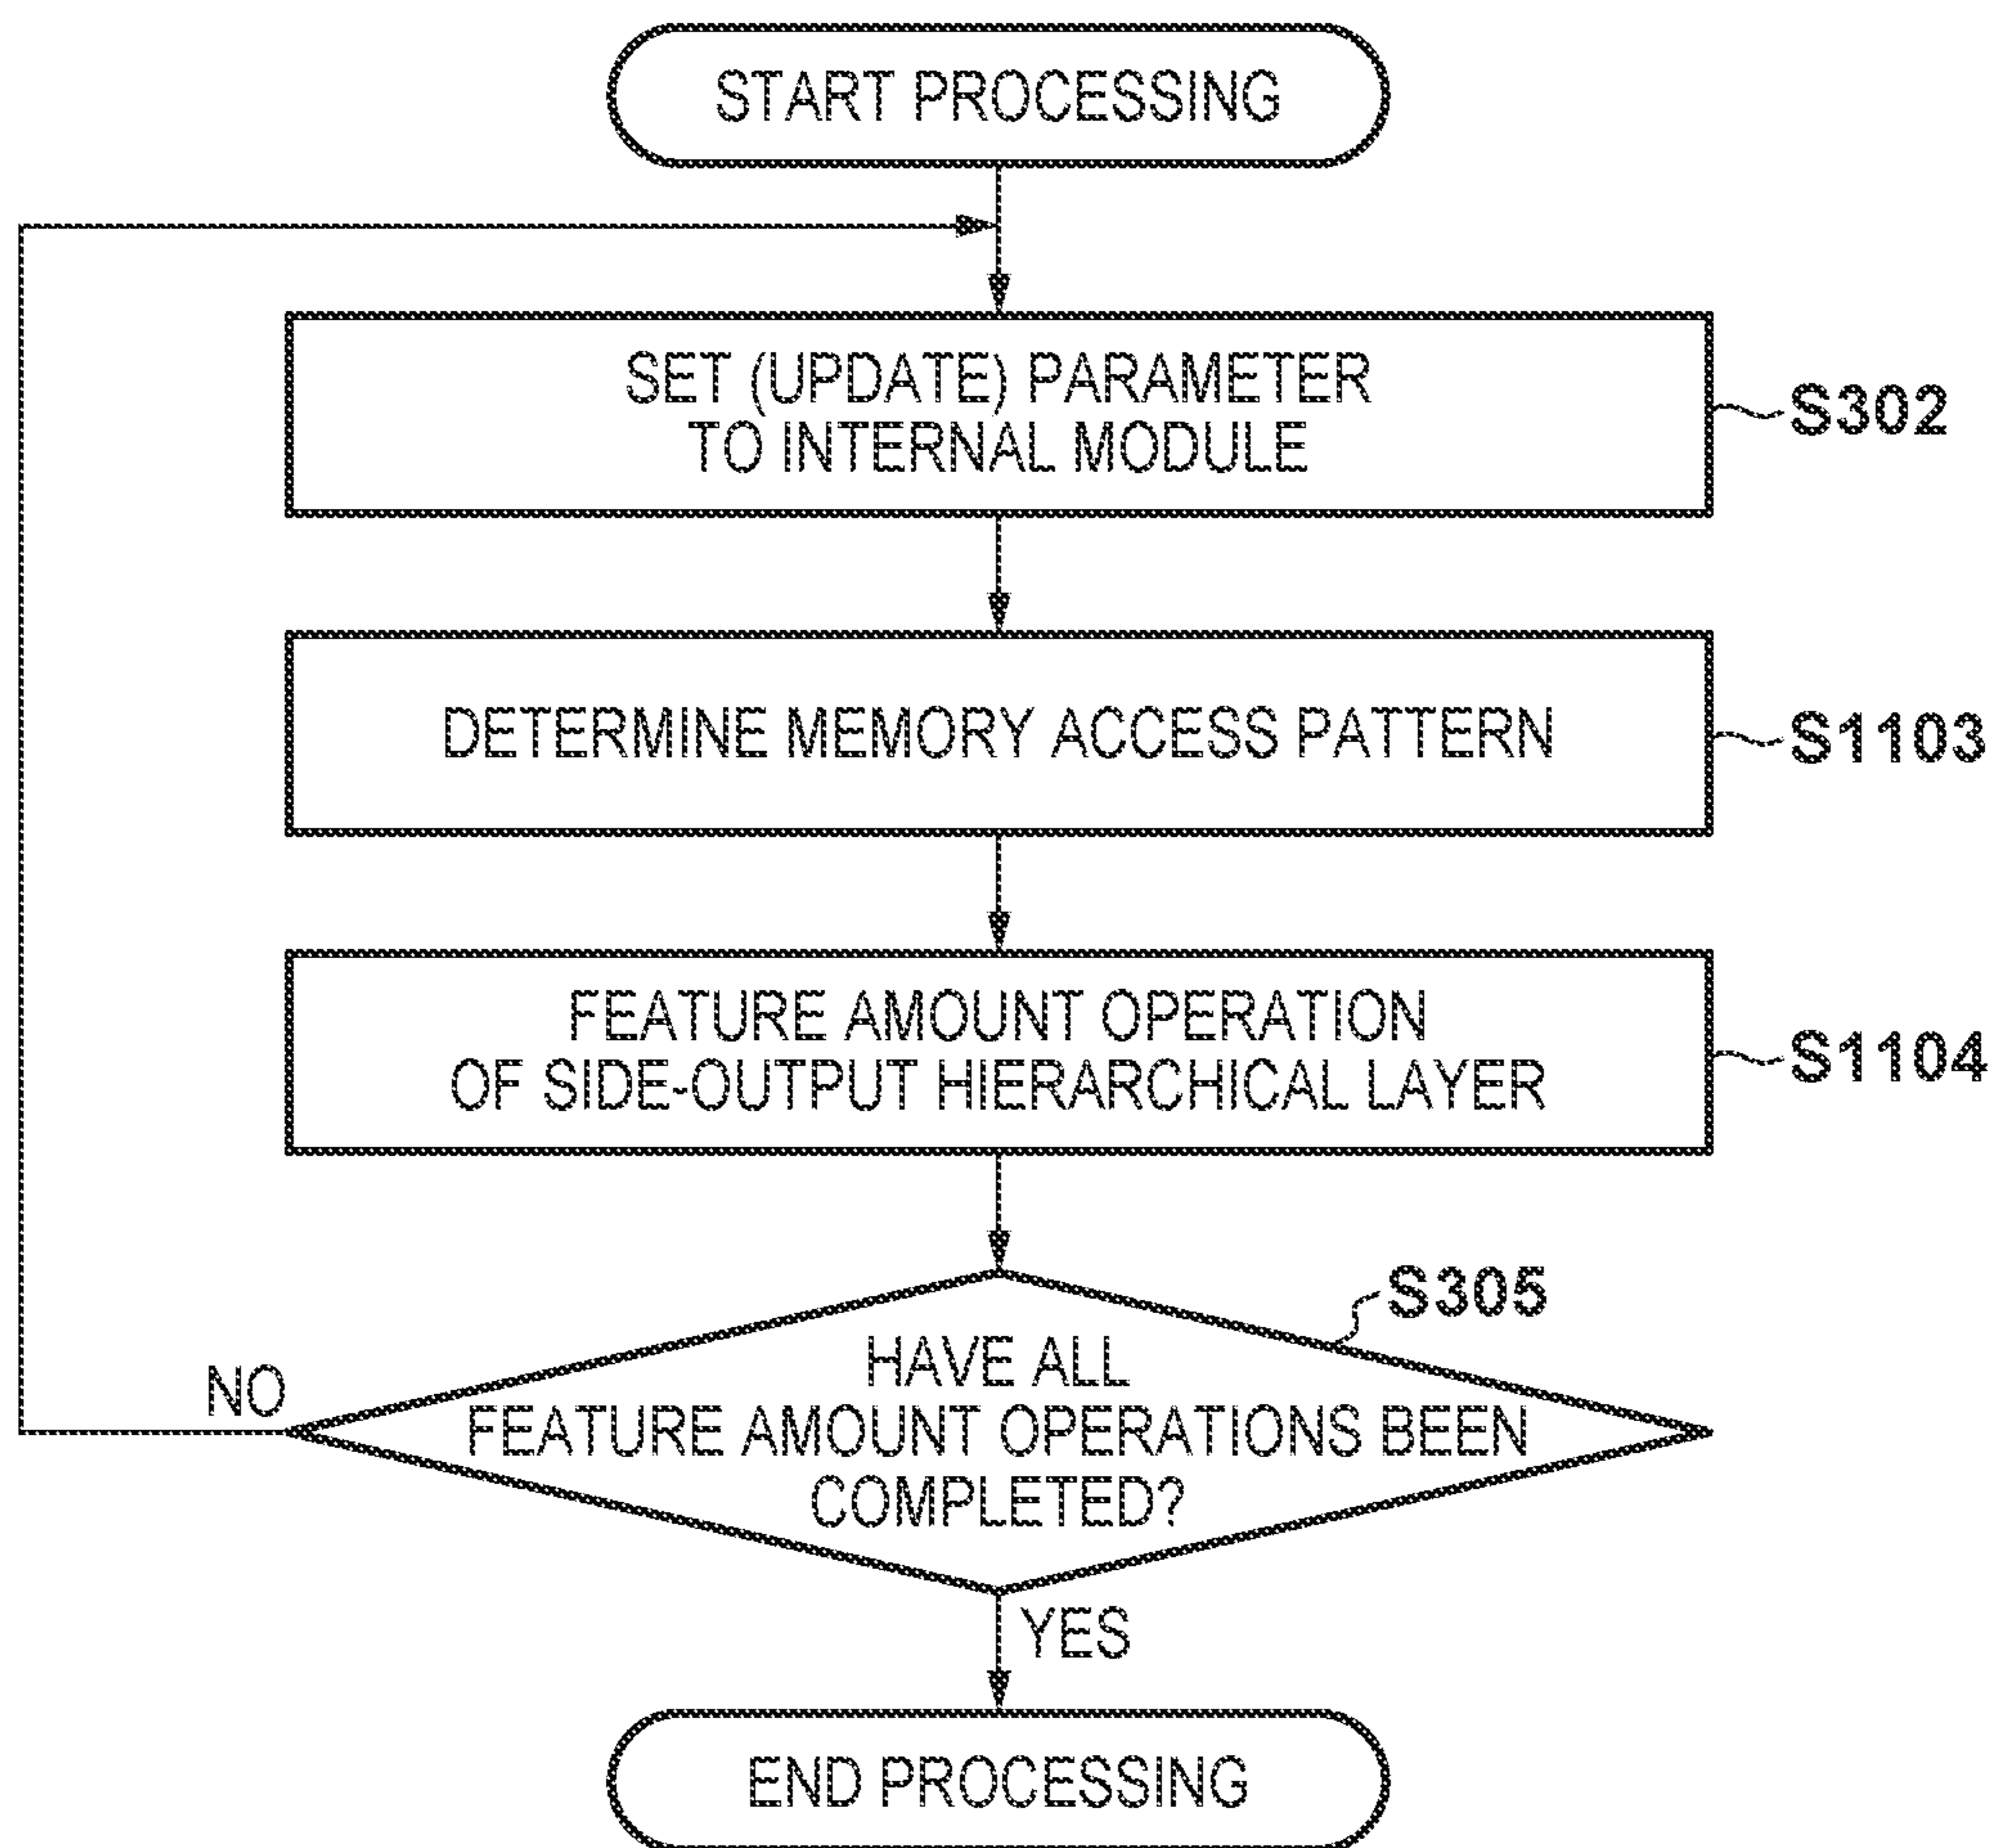 START PROCESSING
SET (UPDATE) PARAMETER
TO INTERNAL MODULE
S302
DETERMINE MEMORY ACCESS PATTERN
S1103
FEATURE AMOUNT OPERATION
OF SIDE-OUTPUT HIERARCHICAL LAYER
S1104
S305
HAVE ALL
FEATURE AMOUNT OPERATIONS BEEN
COMPLETED?
NO
YES
END PROCESSING